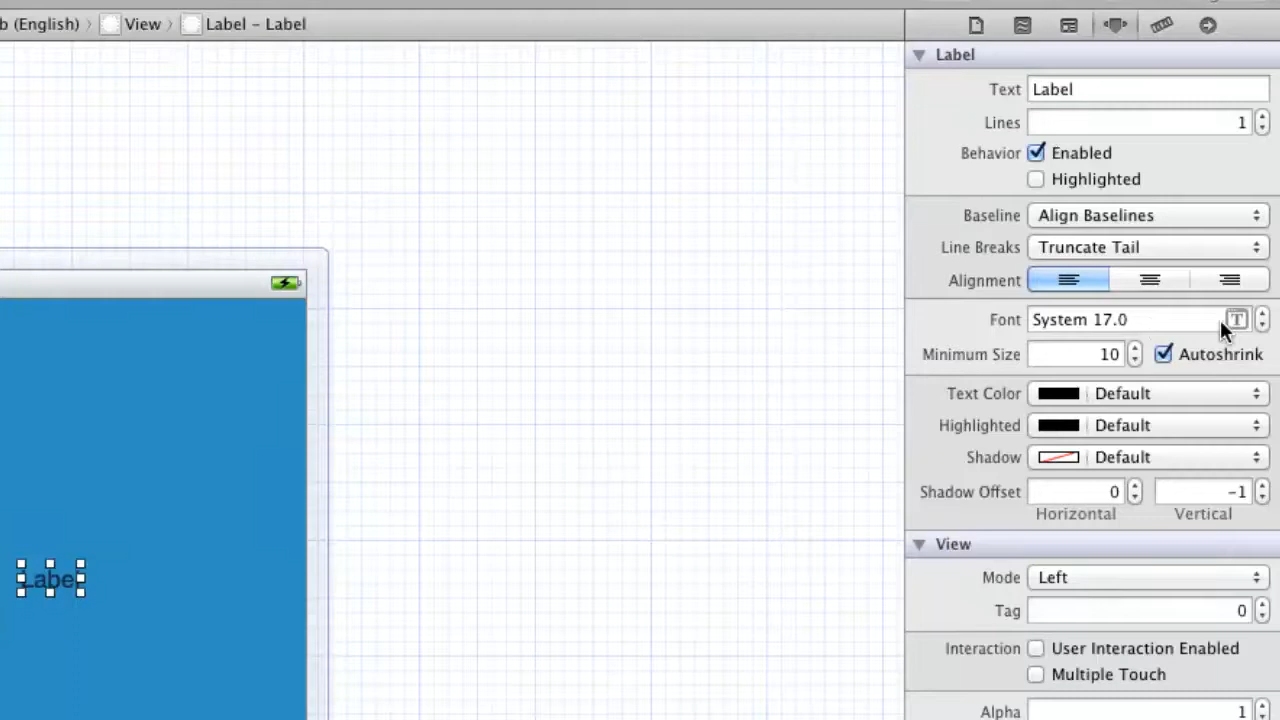 b (English) › View › Label – Label
Label
Text Label
Lines 1
Behavior Enabled
Highlighted
Baseline Align Baselines
Line Breaks Truncate Tail
Alignment
Font System 17.0 T
Minimum Size 10 Autoshrink
Text Color Default
Highlighted Default
Shadow Default
Shadow Offset 0 -1
Horizontal Vertical
View
Mode Left
Tag 0
Interaction User Interaction Enabled
Multiple Touch
Alpha 1
Label